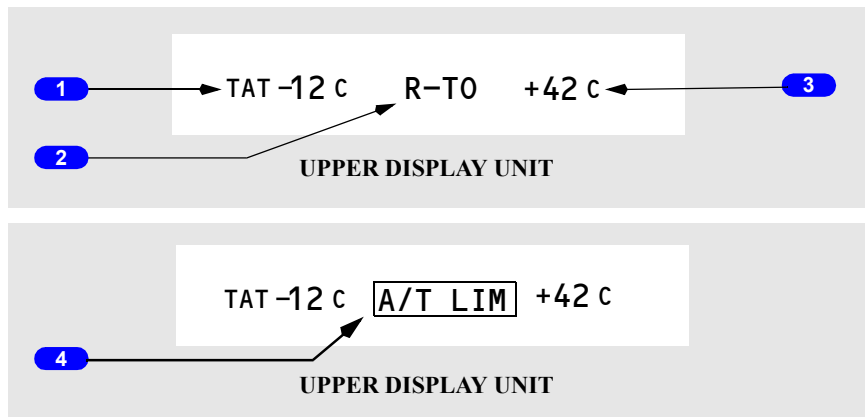 1 TAT -12 C R-TO +42 C 3
2
UPPER DISPLAY UNIT
TAT -12 C A/T LIM +42 C
4
UPPER DISPLAY UNIT